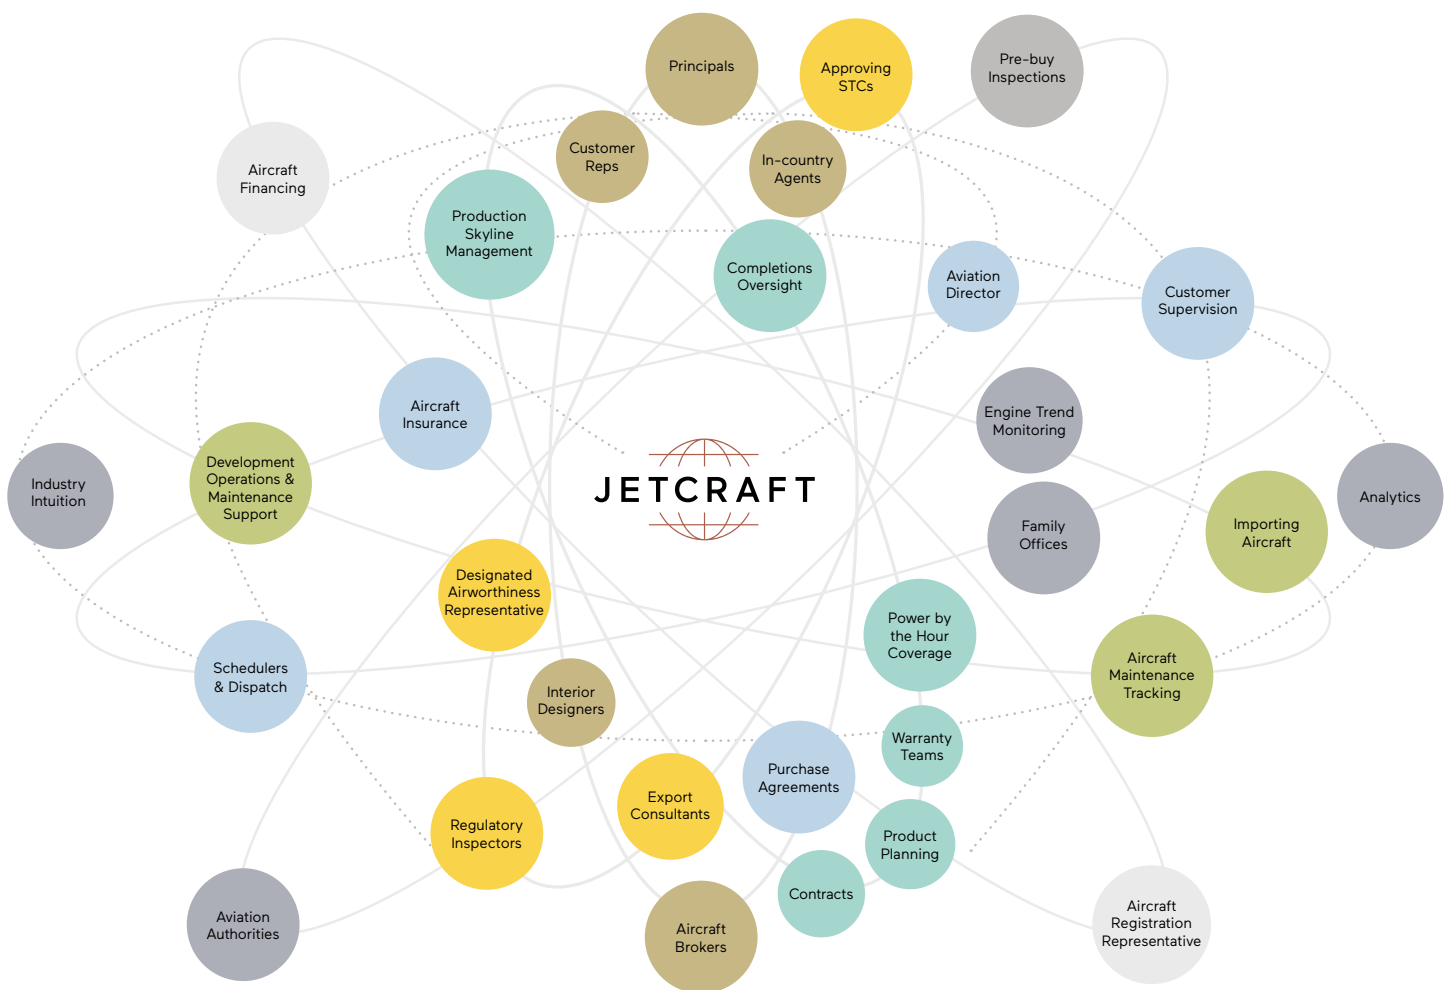 Principals
Approving
STCs
Pre-buy
Inspections
Customer
Reps
In-country
Agents
Aircraft
Financing
Production
Skyline
Management
Completions
Oversight
Aviation
Director
Customer
Supervision
Aircraft
Insurance
Engine Trend
Monitoring
Industry
Intuition
Development
Operations &
Maintenance
Support
JETCRAFT
Family
Offices
Importing
Aircraft
Analytics
Designated
Airworthiness
Representative
Power by
the Hour
Coverage
Schedulers
& Dispatch
Interior
Designers
Aircraft
Maintenance
Tracking
Warranty
Teams
Purchase
Agreements
Export
Consultants
Regulatory
Inspectors
Product
Planning
Contracts
Aviation
Authorities
Aircraft
Brokers
Aircraft
Registration
Representative